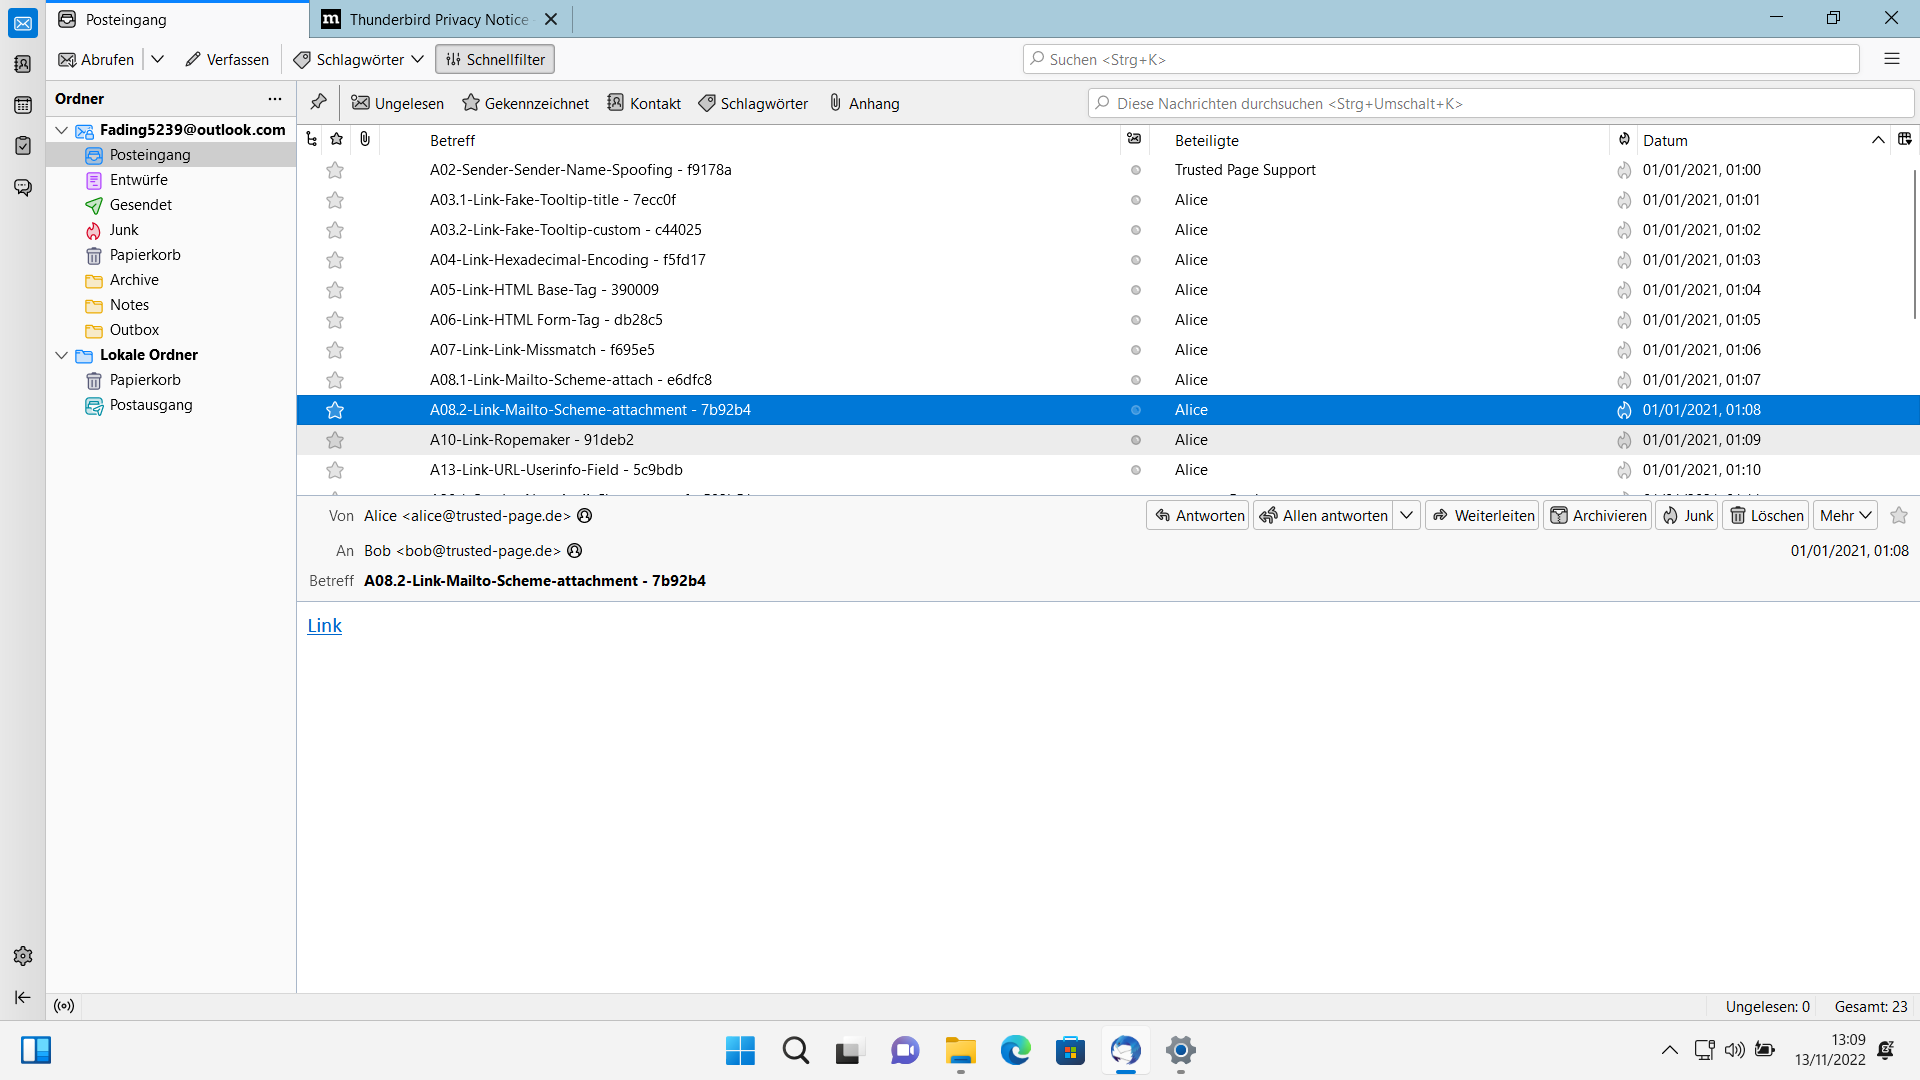 Posteingang
Thunderbird Privacy Notice
Abrufen
Verfassen
Schlagwörter
Schnellfilter
Suchen <Strg+K>
Ordner
Ungelesen
Gekennzeichnet
Kontakt
Schlagwörter
Anhang
Diese Nachrichten durchsuchen <Strg+Umschalt+K>
Fading5239@outlook.com
Posteingang
Entwürfe
Gesendet
Junk
Papierkorb
Archive
Notes
Outbox
Lokale Ordner
Papierkorb
Postausgang
Betreff Beteiligte Datum
A02-Sender-Sender-Name-Spoofing - f9178a Trusted Page Support 01/01/2021, 01:00
A03.1-Link-Fake-Tooltip-title - 7ecc0f Alice 01/01/2021, 01:01
A03.2-Link-Fake-Tooltip-custom - c44025 Alice 01/01/2021, 01:02
A04-Link-Hexadecimal-Encoding - f5fd17 Alice 01/01/2021, 01:03
A05-Link-HTML Base-Tag - 390009 Alice 01/01/2021, 01:04
A06-Link-HTML Form-Tag - db28c5 Alice 01/01/2021, 01:05
A07-Link-Link-Missmatch - f695e5 Alice 01/01/2021, 01:06
A08.1-Link-Mailto-Scheme-attach - e6dfc8 Alice 01/01/2021, 01:07
A08.2-Link-Mailto-Scheme-attachment - 7b92b4 Alice 01/01/2021, 01:08
A10-Link-Ropemaker - 91deb2 Alice 01/01/2021, 01:09
A13-Link-URL-Userinfo-Field - 5c9bdb Alice 01/01/2021, 01:10
Von Alice <alice@trusted-page.de>
Antworten
Allen antworten
Weiterleiten
Archivieren
Junk
Löschen
Mehr
An Bob <bob@trusted-page.de>
01/01/2021, 01:08
Betreff A08.2-Link-Mailto-Scheme-attachment - 7b92b4
Link
Ungelesen: 0 Gesamt: 23
13:09
13/11/2022